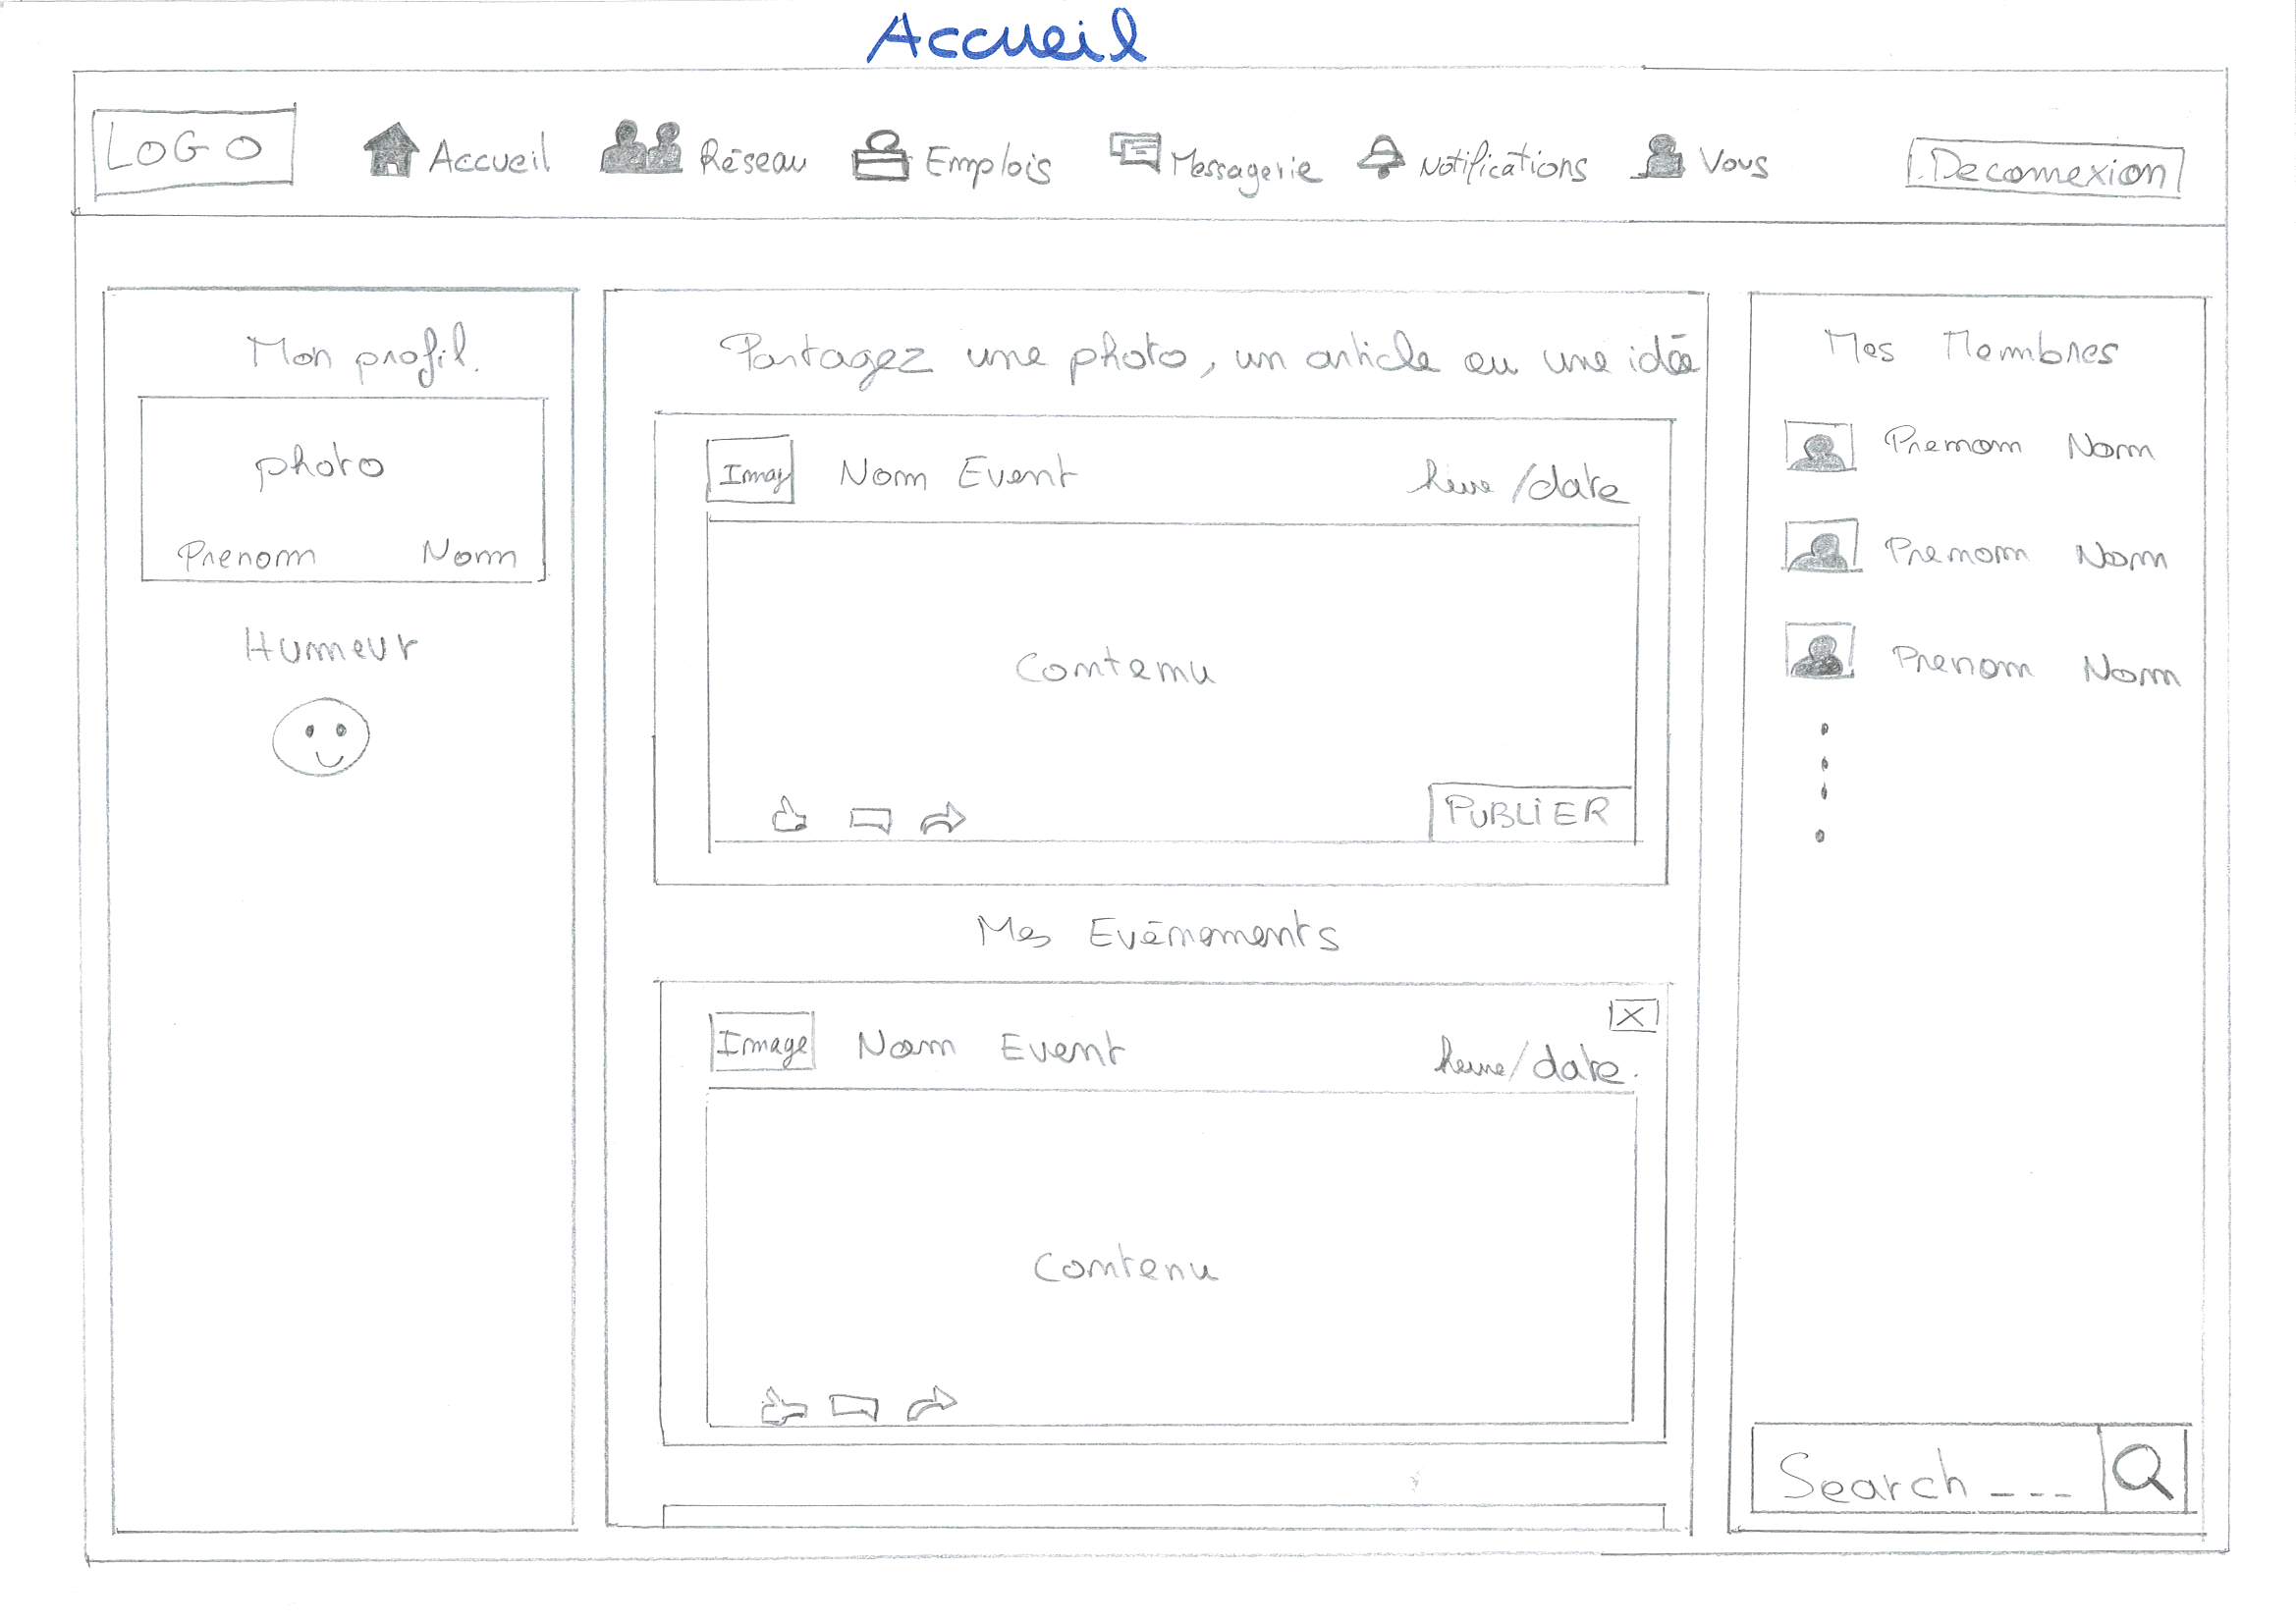 Accueil
LOGO Accueil Réseau Emplois Messagerie Notifications Vous Deconnexion
Mon profil.
photo
Prenom Nom
Humeur
Partagez une photo, un article ou une idée
Imag Nom Event heure/date
Contenu
PUBLIER
Mes Evénements
X
Image Nom Event heure/date.
Contenu
Mes Membres
Prenom Nom
Prenom Nom
Prenom Nom
Search ---